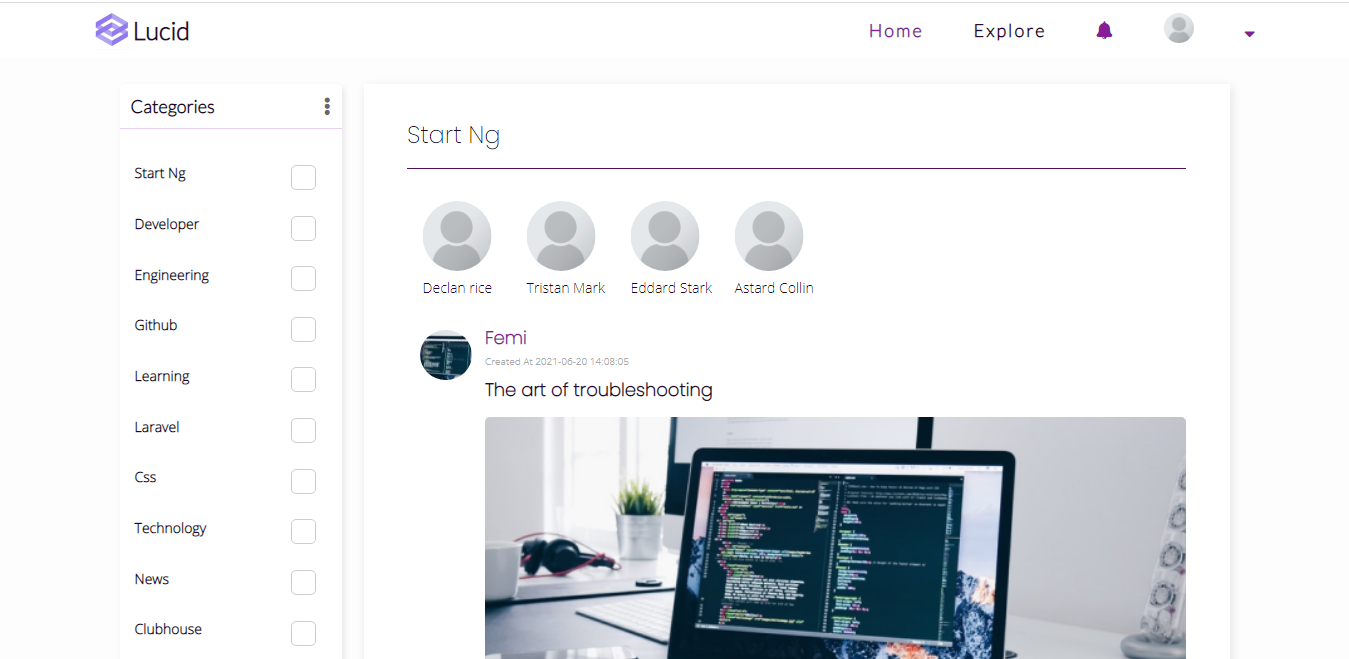 Lucid
Home
Explore
Categories
Start Ng
Developer
Engineering
Github
Learning
Laravel
Css
Technology
News
Clubhouse
Start Ng
Declan rice
Tristan Mark
Eddard Stark
Astard Collin
Femi
Created At 2021-06-20 14:08:05
The art of troubleshooting